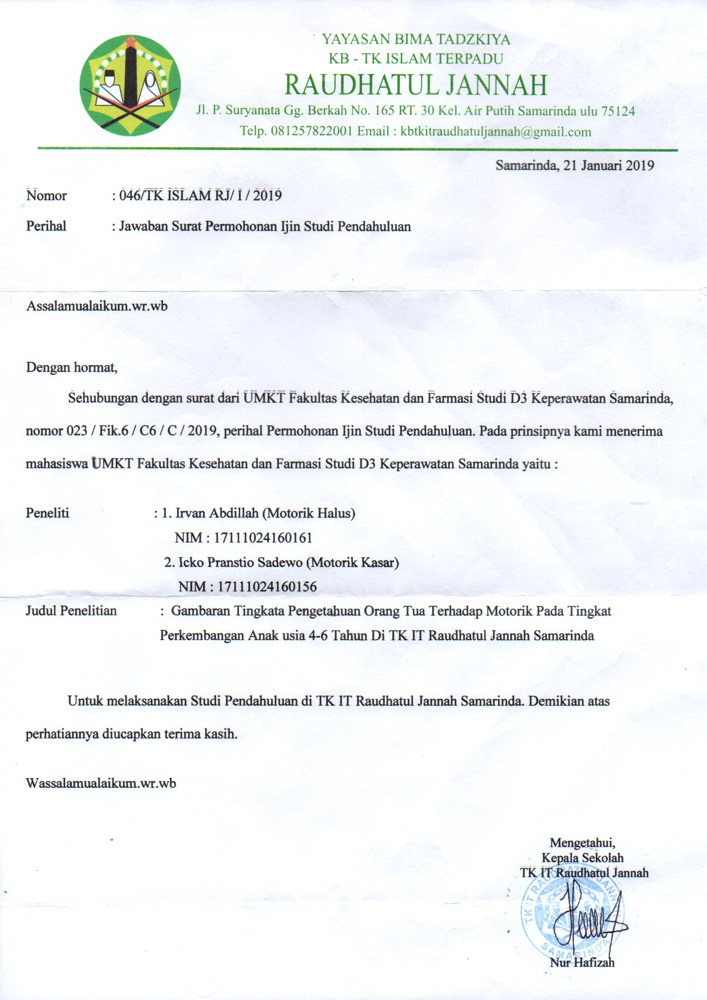 YAYASAN BIMA TADZKIYA
KB - TK ISLAM TERPADU
RAUDHATUL JANNAH
Jl. P. Suryanata Gg. Berkah No. 165 RT. 30 Kel. Air Putih Samarinda ulu 75124
Telp. 081257822001 Email : kbtkitraudhatuljannah@gmail.com
Samarinda, 21 Januari 2019
Nomor : 046/TK ISLAM RJ/ I / 2019
Perihal : Jawaban Surat Permohonan Ijin Studi Pendahuluan
Assalamualaikum.wr.wb
Dengan hormat,
Sehubungan dengan surat dari UMKT Fakultas Kesehatan dan Farmasi Studi D3 Keperawatan Samarinda,
nomor 023 / Fik.6 / C6 / C / 2019, perihal Permohonan Ijin Studi Pendahuluan. Pada prinsipnya kami menerima
mahasiswa UMKT Fakultas Kesehatan dan Farmasi Studi D3 Keperawatan Samarinda yaitu :
Peneliti : 1. Irvan Abdillah (Motorik Halus)
NIM : 17111024160161
2. Icko Pranstio Sadewo (Motorik Kasar)
NIM : 17111024160156
Judul Penelitian : Gambaran Tingkata Pengetahuan Orang Tua Terhadap Motorik Pada Tingkat
Perkembangan Anak usia 4-6 Tahun Di TK IT Raudhatul Jannah Samarinda
Untuk melaksanakan Studi Pendahuluan di TK IT Raudhatul Jannah Samarinda. Demikian atas
perhatiannya diucapkan terima kasih.
Wassalamualaikum.wr.wb
Mengetahui,
Kepala Sekolah
TK IT Raudhatul Jannah
TK IT RAUDHATUL JANNAH
SAMARINDA
Nur Hafizah